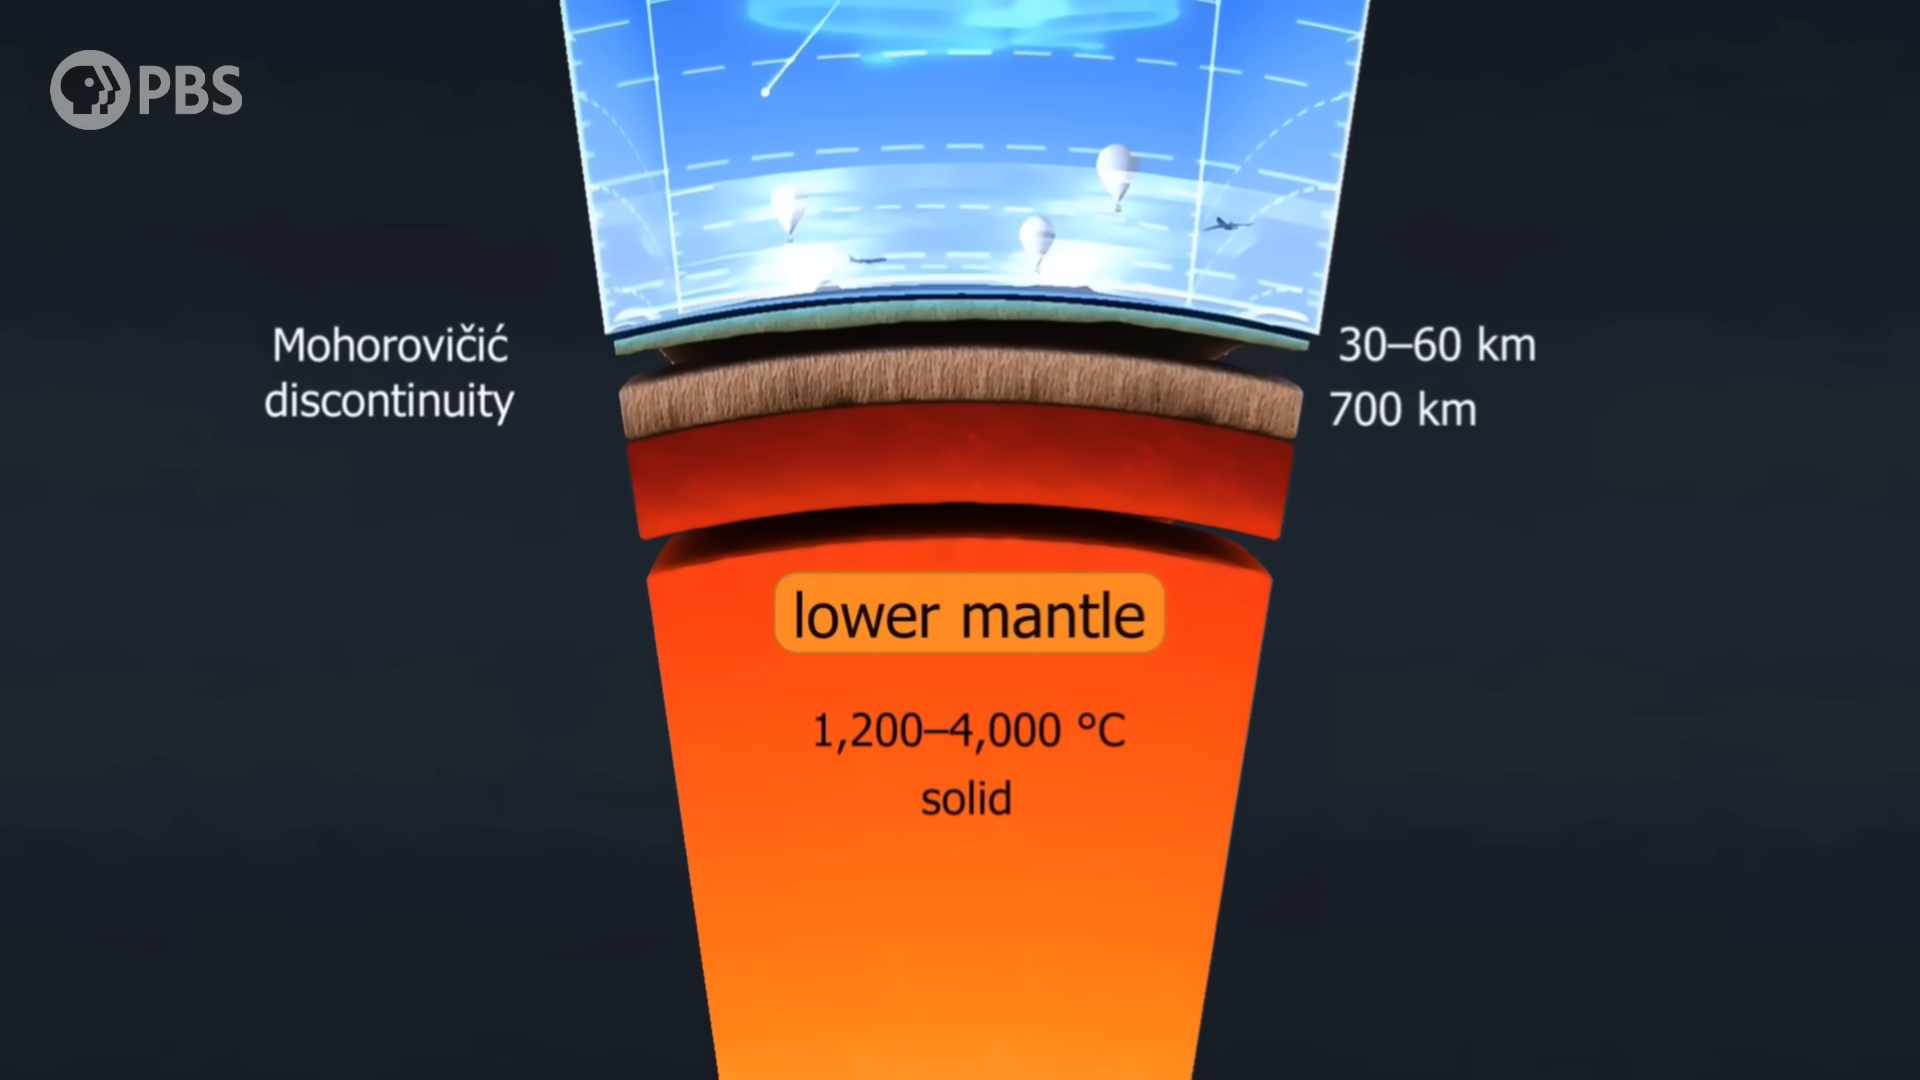 PBS
Mohorovičić
discontinuity
30–60 km
700 km
lower mantle
1,200–4,000 °C
solid